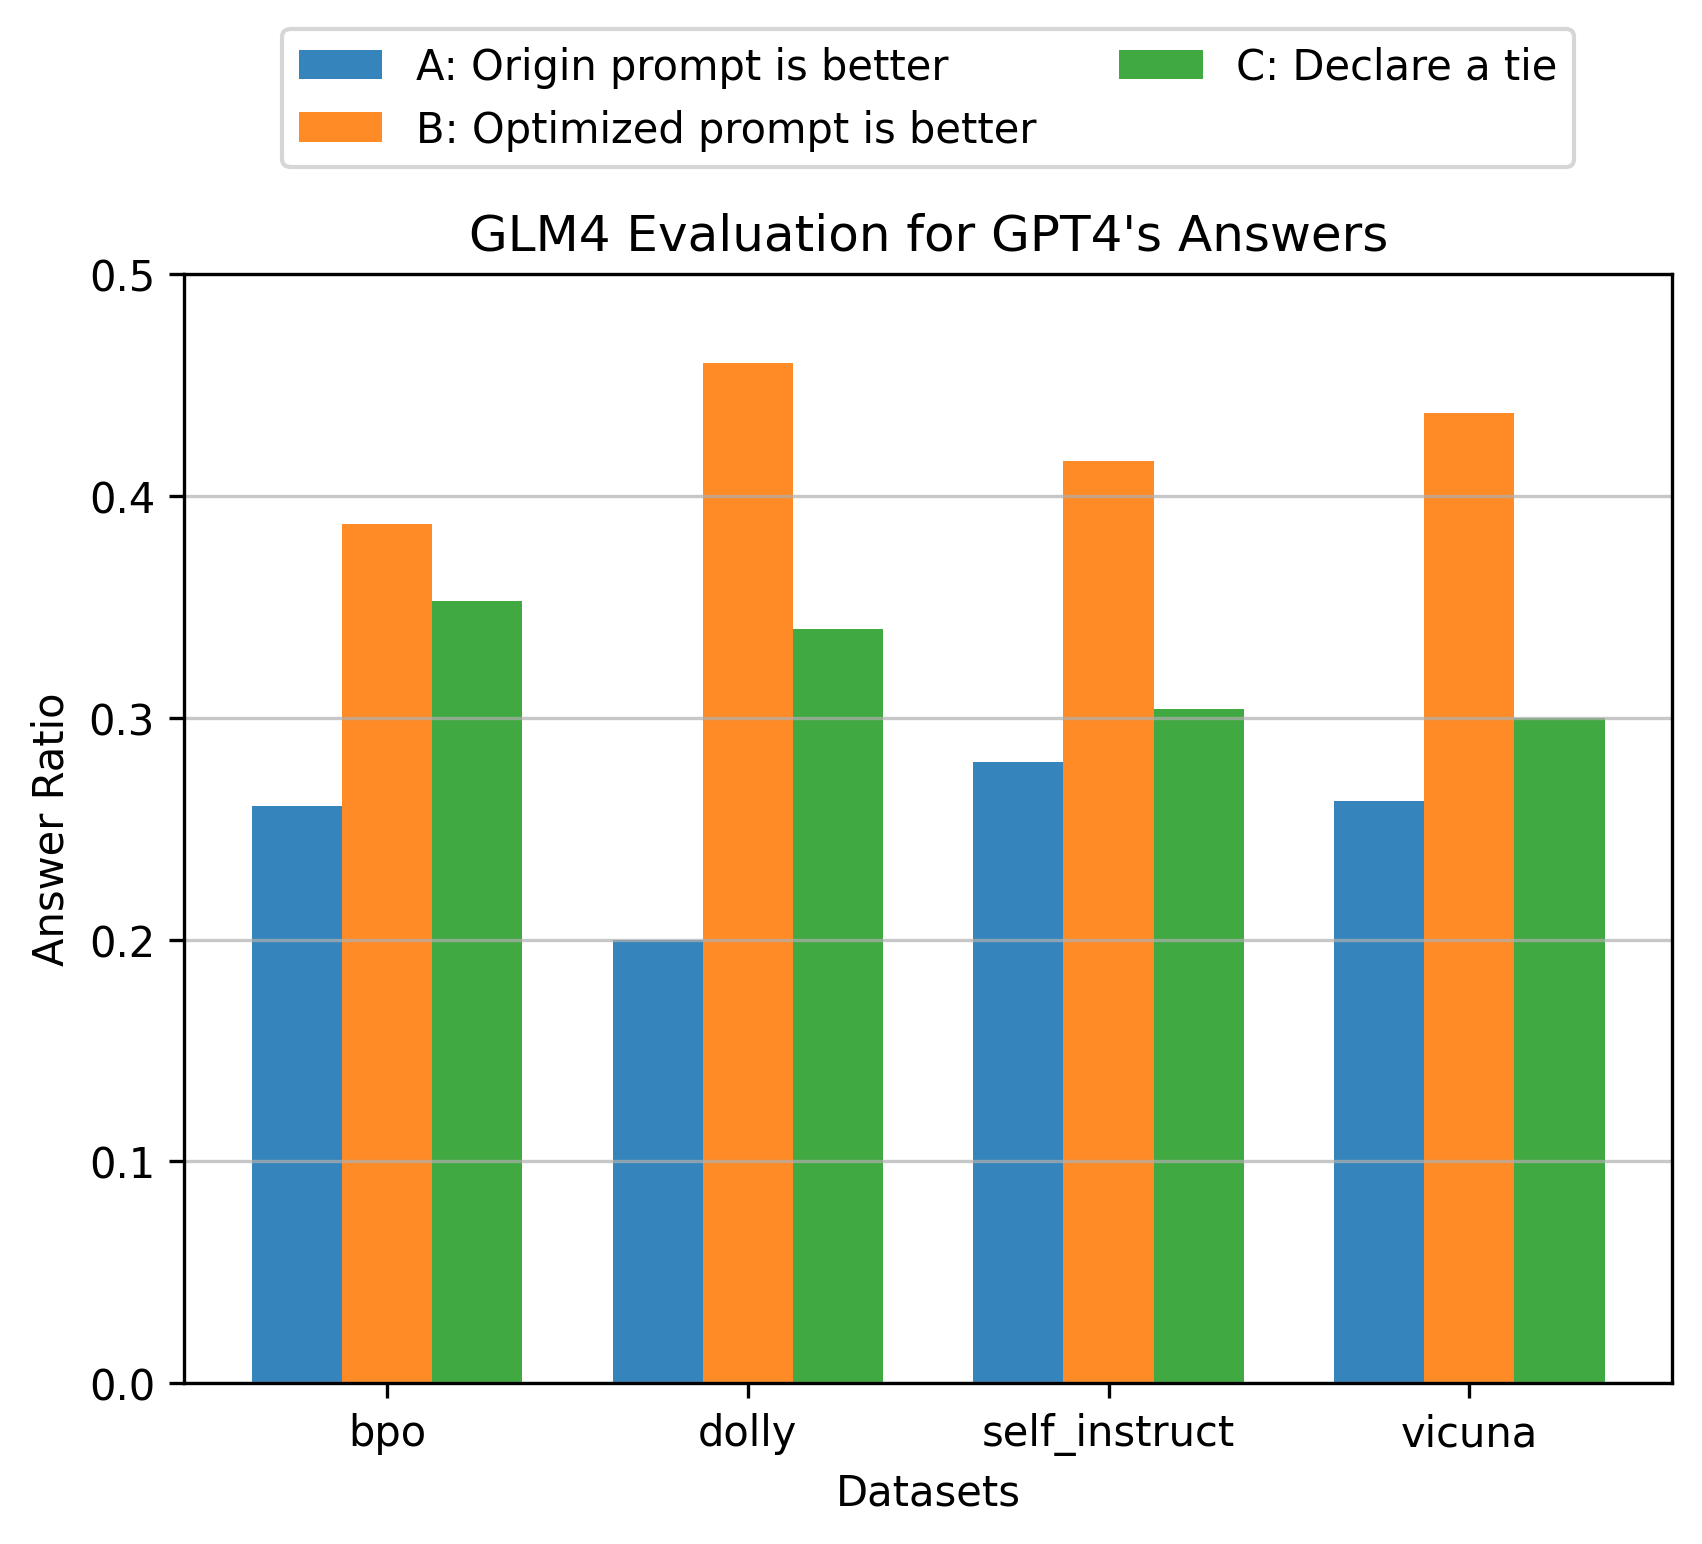 A: Origin prompt is better
B: Optimized prompt is better
C: Declare a tie
GLM4 Evaluation for GPT4's Answers
0.5
0.4
0.3
0.2
0.1
0.0
Answer Ratio
bpo dolly self_instruct vicuna
Datasets